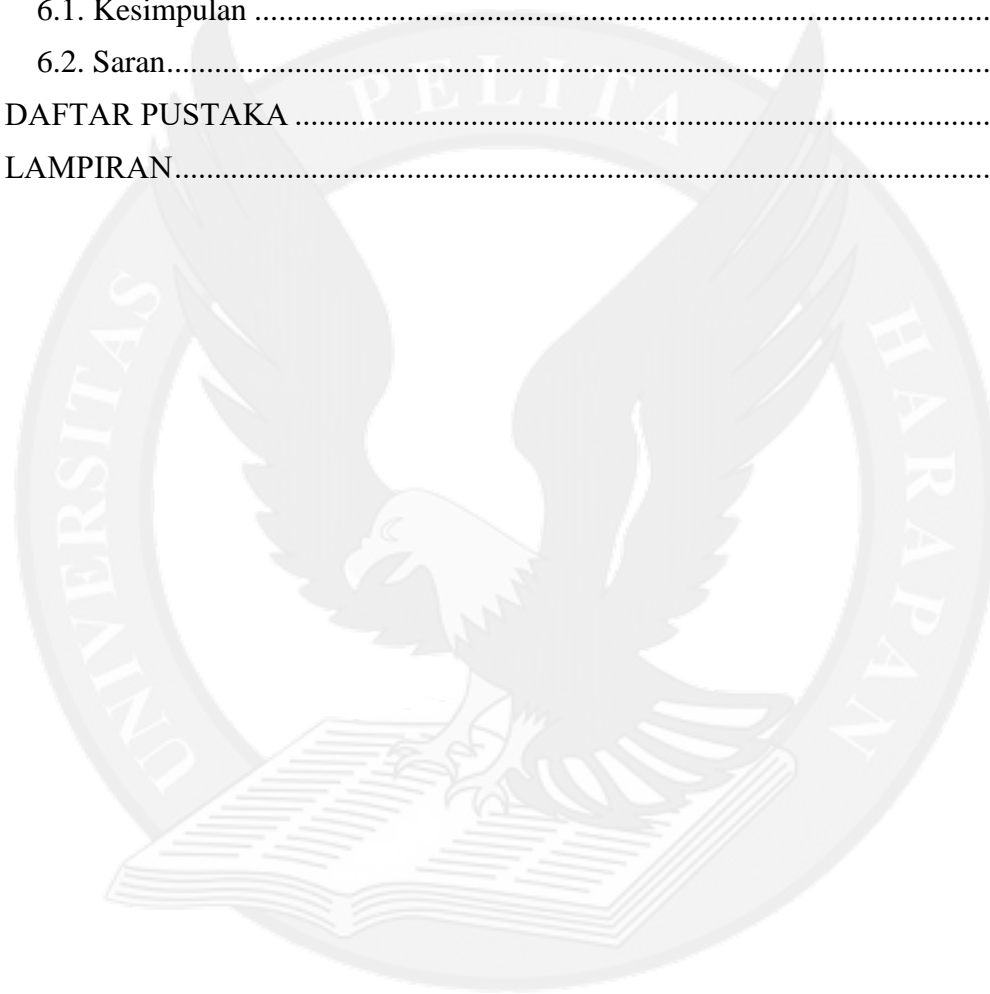 6.1. Kesimpulan ..........................................................................................
6.2. Saran.......................................................................................................
DAFTAR PUSTAKA .......................................................................................
LAMPIRAN......................................................................................................
UNIVERSITAS PELITA HARAPAN